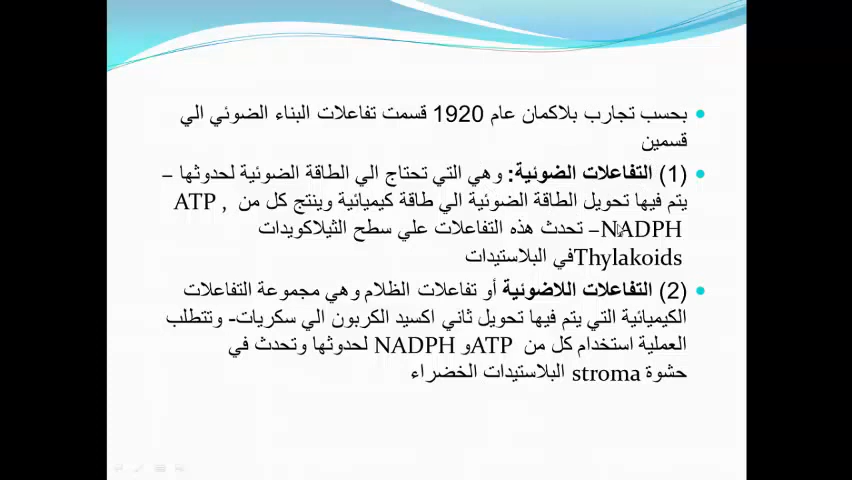 بحسب تجارب بلاكمان عام 1920 قسمت تفاعلات البناء الضوئي الي
قسمين
(1) التفاعلات الضوئية: وهي التي تحتاج الي الطاقة الضوئية لحدوثها –
يتم فيها تحويل الطاقة الضوئية الي طاقة كيميائية وينتج كل من ATP ,
NADPH– تحدث هذه التفاعلات علي سطح الثيلاكويدات
Thylakoidsفي البلاستيدات
(2) التفاعلات اللاضوئية أو تفاعلات الظلام وهي مجموعة التفاعلات
الكيميائية التي يتم فيها تحويل ثاني اكسيد الكربون الي سكريات- وتتطلب
العملية استخدام كل من ATPو NADPH لحدوثها وتحدث في
حشوة stroma البلاستيدات الخضراء